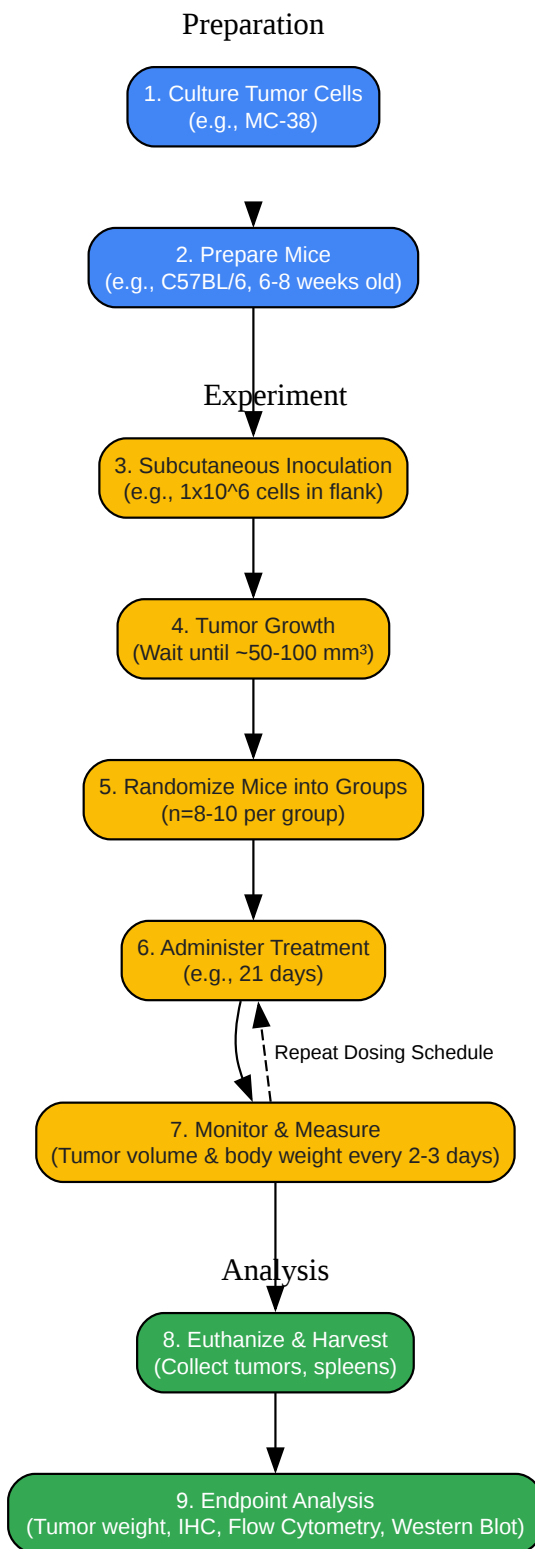 Preparation
1. Culture Tumor Cells
(e.g., MC-38)
2. Prepare Mice
(e.g., C57BL/6, 6-8 weeks old)
Experiment
3. Subcutaneous Inoculation
(e.g., 1x10^6 cells in flank)
4. Tumor Growth
(Wait until ~50-100 mm³)
5. Randomize Mice into Groups
(n=8-10 per group)
6. Administer Treatment
(e.g., 21 days)
Repeat Dosing Schedule
7. Monitor & Measure
(Tumor volume & body weight every 2-3 days)
Analysis
8. Euthanize & Harvest
(Collect tumors, spleens)
9. Endpoint Analysis
(Tumor weight, IHC, Flow Cytometry, Western Blot)